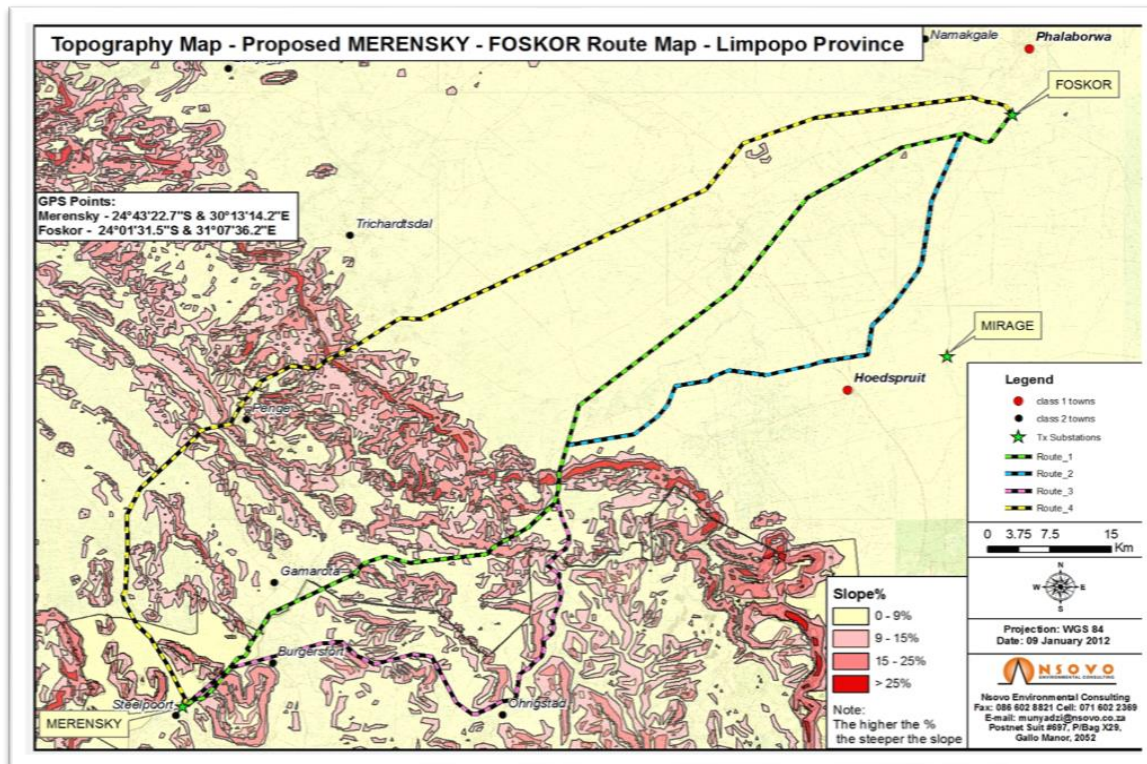 Topography Map - Proposed MERENSKY - FOSKOR Route Map - Limpopo Province
Namakgale
Phalaborwa
FOSKOR
GPS Points:
Merensky - 24°43'22.7"S & 30°13'14.2"E
Foskor - 24°01'31.5"S & 31°07'36.2"E
Trichardtsdal
MIRAGE
Hoedspruit
Penge
Gamarota
Burgersfort
Steelpoort
Ohrigstad
MERENSKY
Legend
class 1 towns
class 2 towns
Tx Substations
Route_1
Route_2
Route_3
Route_4
0 3.75 7.5 15
Km
N
W E
S
Slope%
0 - 9%
9 - 15%
15 - 25%
> 25%
Note:
The higher the %
the steeper the slope
Projection: WGS 84
Date: 09 January 2012
NSOVO
ENVIRONMENTAL CONSULTING
Nsovo Environmental Consulting
Fax: 086 602 8821 Cell: 071 602 2369
E-mail: munyadzi@nsovo.co.za
Postnet Suit #697, P/Bag X29,
Gallo Manor, 2052